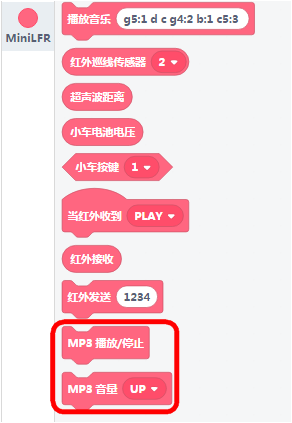 MiniLFR
播放音乐 g5:1 d c g4:2 b:1 c5:3
红外巡线传感器 2
超声波距离
小车电池电压
小车按键 1
当红外收到 PLAY
红外接收
红外发送 1234
MP3 播放/停止
MP3 音量 UP